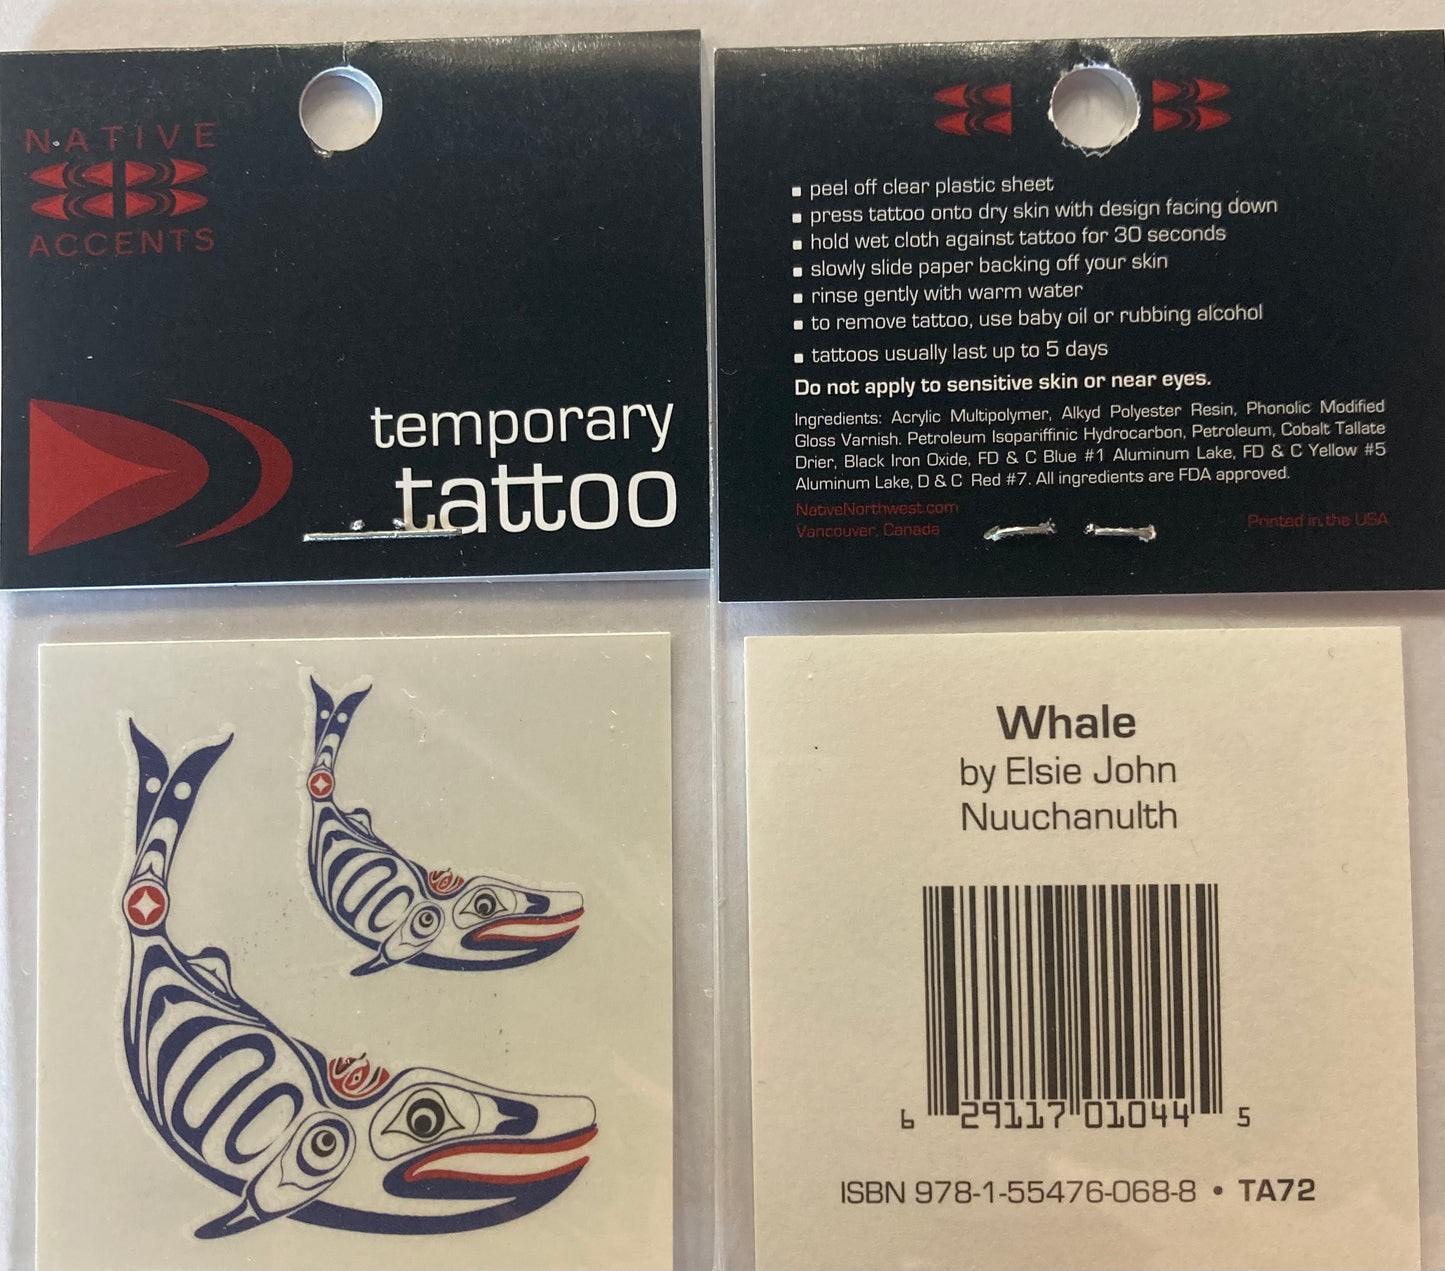 NATIVE
ACCENTS
temporary
tattoo
peel off clear plastic sheet
press tattoo onto dry skin with design facing down
hold wet cloth against tattoo for 30 seconds
slowly slide paper backing off your skin
rinse gently with warm water
to remove tattoo, use baby oil or rubbing alcohol
tattoos usually last up to 5 days
Do not apply to sensitive skin or near eyes.
Ingredients: Acrylic Multipolymer, Alkyd Polyester Resin, Phonolic Modified
Gloss Varnish. Petroleum Isopariffinic Hydrocarbon, Petroleum, Cobalt Tallate
Drier, Black Iron Oxide, FD & C Blue #1 Aluminum Lake, FD & C Yellow #5
Aluminum Lake, D & C Red #7. All ingredients are FDA approved.
NativeNorthwest.com
Vancouver, Canada
Printed in the USA
Whale
by Elsie John
Nuuchanulth
6 29117 01044 5
ISBN 978-1-55476-068-8 • TA72